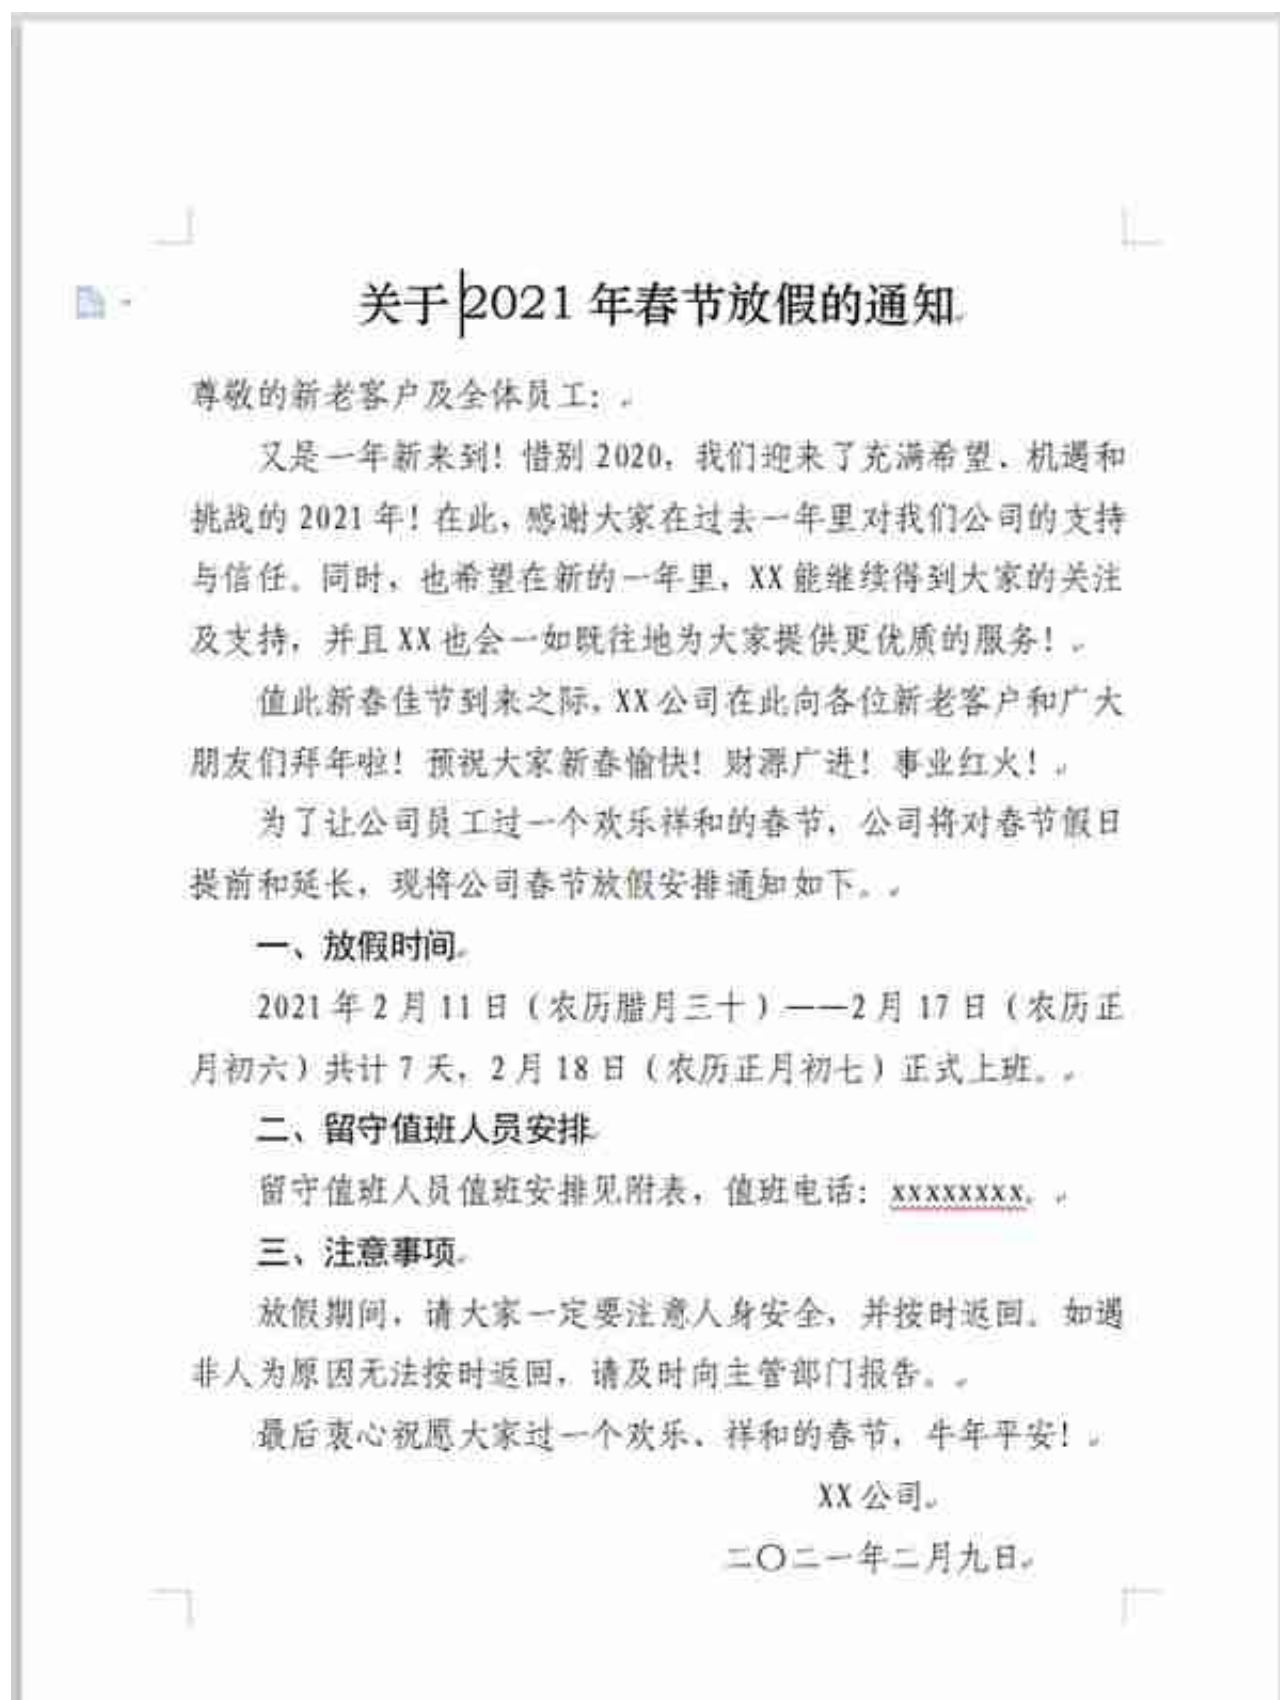 关于2021年春节放假的通知
尊敬的新老客户及全体员工：
又是一年新来到！惜别2020，我们迎来了充满希望、机遇和
挑战的2021年！在此，感谢大家在过去一年里对我们公司的支持
与信任。同时，也希望在新的一年里，XX能继续得到大家的关注
及支持，并且XX也会一如既往地为大家提供更优质的服务！
值此新春佳节到来之际，XX公司在此向各位新老客户和广大
朋友们拜年啦！预祝大家新春愉快！财源广进！事业红火！
为了让公司员工过一个欢乐祥和的春节，公司将对春节假日
提前和延长，现将公司春节放假安排通知如下。
一、放假时间
2021年2月11日（农历腊月三十）——2月17日（农历正
月初六）共计7天，2月18日（农历正月初七）正式上班。
二、留守值班人员安排
留守值班人员值班安排见附表，值班电话：xxxxxxxx。
三、注意事项
放假期间，请大家一定要注意人身安全，并按时返回。如遇
非人为原因无法按时返回，请及时向主管部门报告。
最后衷心祝愿大家过一个欢乐、祥和的春节，牛年平安！
XX公司
二〇二一年二月九日